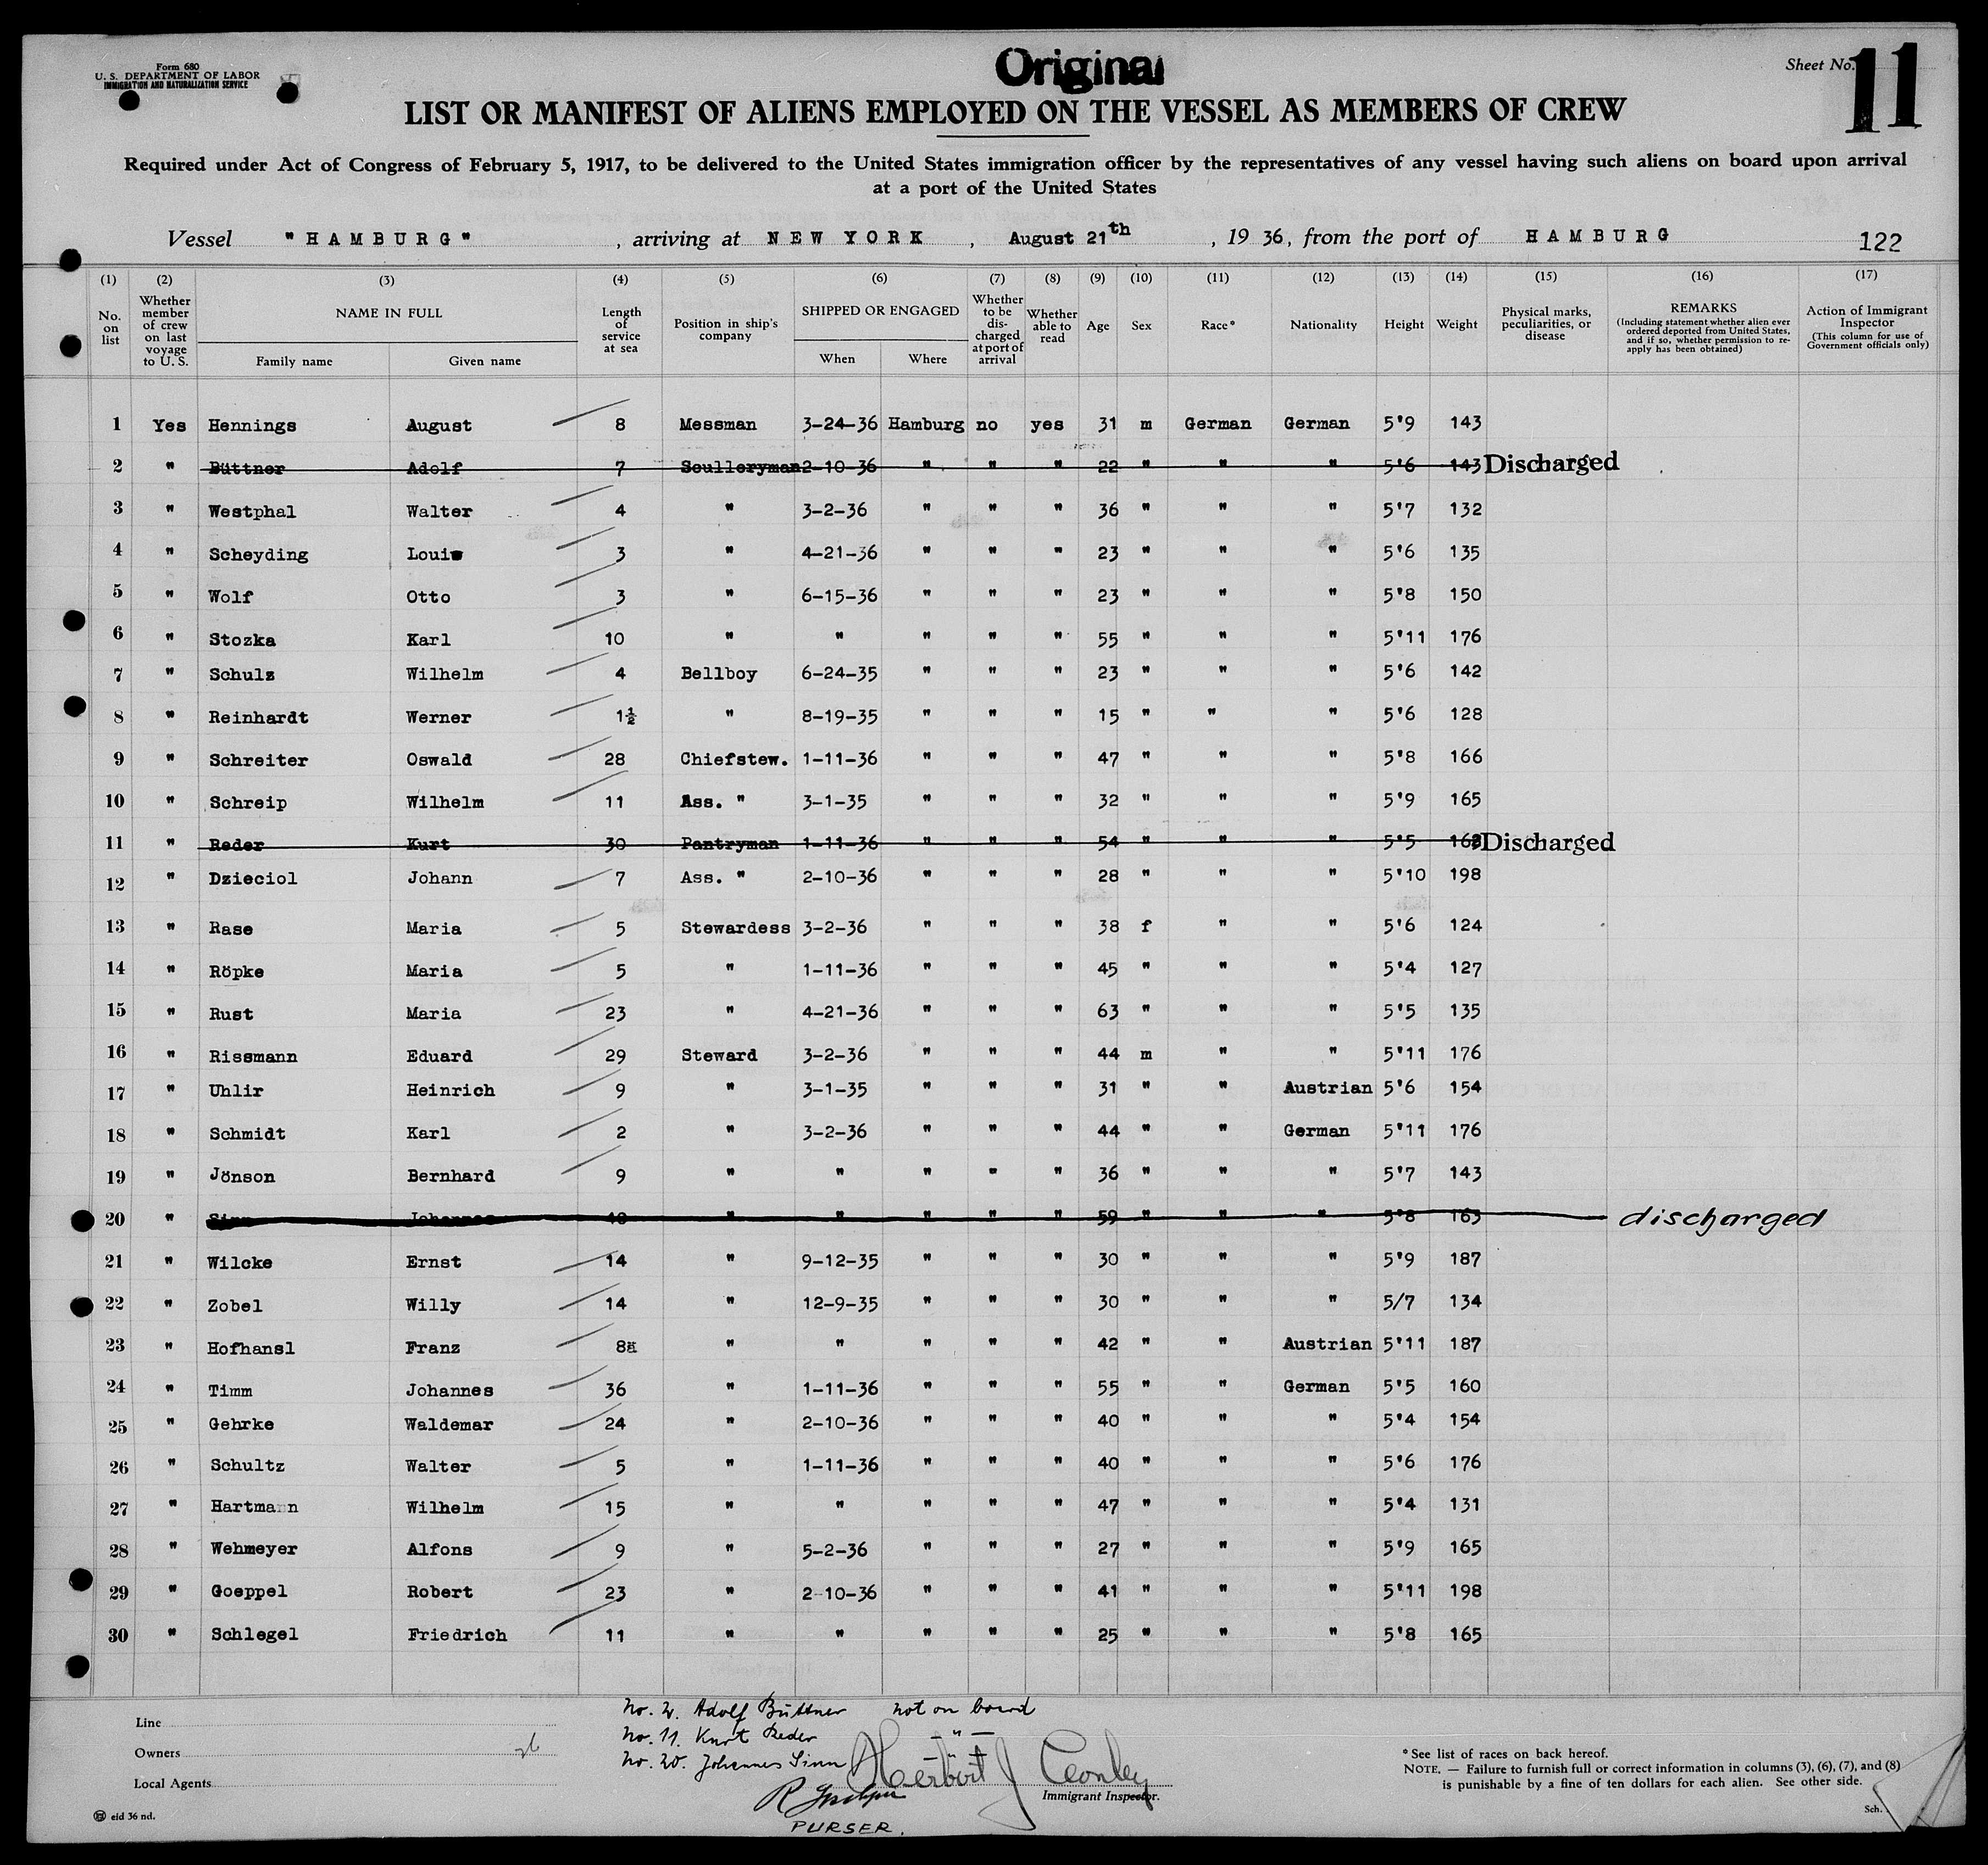 Form 680
U. S. DEPARTMENT OF LABOR
IMMIGRATION AND NATURALIZATION SERVICE
Original
Sheet No. 11
LIST OR MANIFEST OF ALIENS EMPLOYED ON THE VESSEL AS MEMBERS OF CREW
Required under Act of Congress of February 5, 1917, to be delivered to the United States immigration officer by the representatives of any vessel having such aliens on board upon arrival
at a port of the United States
Vessel "HAMBURG" , arriving at NEW YORK , August 21th , 19 36, from the port of HAMBURG 122
(1) (2) (3) (4) (5) (6) (7) (8) (9) (10) (11) (12) (13) (14) (15) (16) (17)
No. on list Whether member of crew on last voyage to U. S. NAME IN FULL Family name Given name Length of service at sea Position in ship's company SHIPPED OR ENGAGED When Where Whether to be discharged at port of arrival Whether able to read Age Sex Race* Nationality Height Weight Physical marks, peculiarities, or disease REMARKS (Including statement whether alien ever ordered deported from United States, and if so, whether permission to re-apply has been obtained) Action of Immigrant Inspector (This column for use of Government officials only)
1 Yes Hennings August 8 Messman 3-24-36 Hamburg no yes 31 m German German 5'9 143
2 " Büttner Adolf 7 Sculleryman 2-10-36 " " " 22 " " " 5'6 143 Discharged
3 " Westphal Walter 4 " 3-2-36 " " " 36 " " " 5'7 132
4 " Scheyding Louis 3 " 4-21-36 " " " 23 " " " 5'6 135
5 " Wolf Otto 3 " 6-15-36 " " " 23 " " " 5'8 150
6 " Stozka Karl 10 " " " " " 55 " " " 5'11 176
7 " Schulz Wilhelm 4 Bellboy 6-24-35 " " " 23 " " " 5'6 142
8 " Reinhardt Werner 1½ " 8-19-35 " " " 15 " " " 5'6 128
9 " Schreiter Oswald 28 Chiefstew. 1-11-36 " " " 47 " " " 5'8 166
10 " Schreip Wilhelm 11 Ass. " 3-1-35 " " " 32 " " " 5'9 165
11 " Reder Kurt 30 Pantryman 1-11-36 " " " 54 " " " 5'5 162 Discharged
12 " Dzieciol Johann 7 Ass. " 2-10-36 " " " 28 " " " 5'10 198
13 " Rase Maria 5 Stewardess 3-2-36 " " " 38 f " " 5'6 124
14 " Röpke Maria 5 " 1-11-36 " " " 45 " " " 5'4 127
15 " Rust Maria 23 " 4-21-36 " " " 63 " " " 5'5 135
16 " Rissmann Eduard 29 Steward 3-2-36 " " " 44 m " " 5'11 176
17 " Uhlir Heinrich 9 " 3-1-35 " " " 31 " " Austrian 5'6 154
18 " Schmidt Karl 2 " 3-2-36 " " " 44 " " German 5'11 176
19 " Jönson Bernhard 9 " " " " " 36 " " " 5'7 143
20 " Sinn Johannes 40 " " " " " 59 " " " 5'8 163 discharged
21 " Wilcke Ernst 14 " 9-12-35 " " " 30 " " " 5'9 187
22 " Zobel Willy 14 " 12-9-35 " " " 30 " " " 5/7 134
23 " Hofhansl Franz 8 " " " " " 42 " " Austrian 5'11 187
24 " Timm Johannes 36 " 1-11-36 " " " 55 " " German 5'5 160
25 " Gehrke Waldemar 24 " 2-10-36 " " " 40 " " " 5'4 154
26 " Schultz Walter 5 " 1-11-36 " " " 40 " " " 5'6 176
27 " Hartmann Wilhelm 15 " " " " " 47 " " " 5'4 131
28 " Wehmeyer Alfons 9 " 5-2-36 " " " 27 " " " 5'9 165
29 " Goeppel Robert 23 " 2-10-36 " " " 41 " " " 5'11 198
30 " Schlegel Friedrich 11 " " " " " 25 " " " 5'8 165
No. 2. Adolf Büttner not on board
No. 11. Kurt Reder — " —
No. 20. Johannes Sinn — " —
Line
Owners
Local Agents
Herbert J Conley
Immigrant Inspector.
PURSER.
* See list of races on back hereof.
NOTE. — Failure to furnish full or correct information in columns (3), (6), (7), and (8)
is punishable by a fine of ten dollars for each alien. See other side.
eid 36 nd.
Sch.